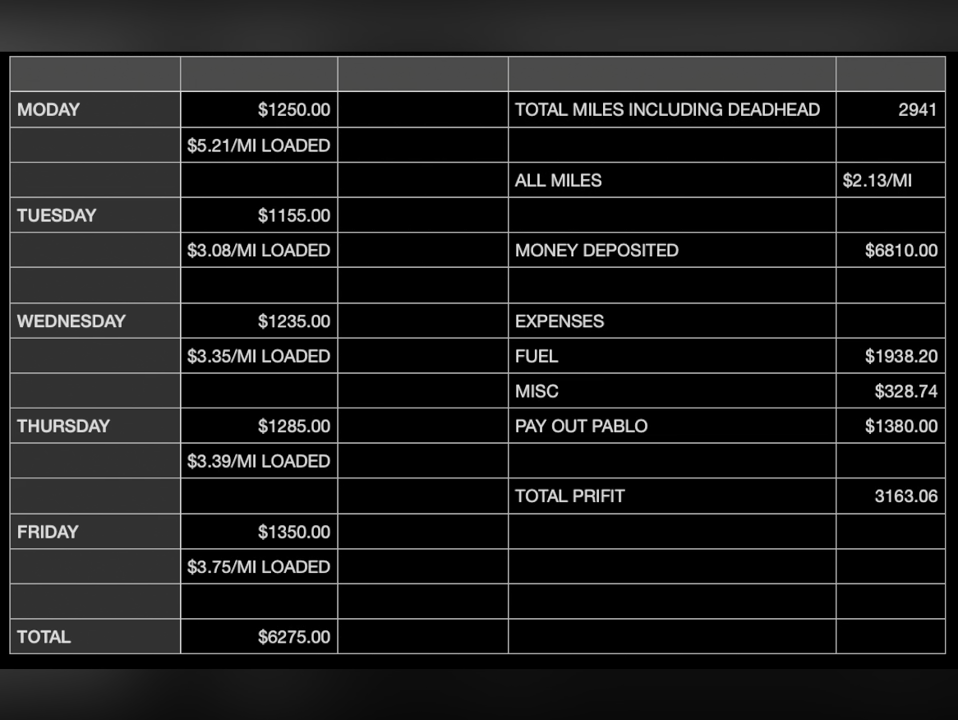 MODAY $1250.00 TOTAL MILES INCLUDING DEADHEAD 2941
$5.21/MI LOADED
ALL MILES $2.13/MI
TUESDAY $1155.00
$3.08/MI LOADED MONEY DEPOSITED $6810.00
WEDNESDAY $1235.00 EXPENSES
$3.35/MI LOADED FUEL $1938.20
MISC $328.74
THURSDAY $1285.00 PAY OUT PABLO $1380.00
$3.39/MI LOADED
TOTAL PRIFIT 3163.06
FRIDAY $1350.00
$3.75/MI LOADED
TOTAL $6275.00